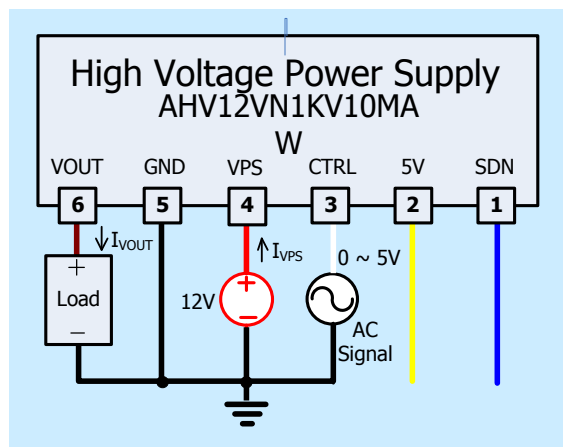 High Voltage Power Supply
AHV12VN1KV10MA
W
VOUT GND VPS CTRL 5V SDN
6 5 4 3 2 1
IVOUT IVPS 0 ~ 5V
+ +
Load 12V
− −
AC
Signal